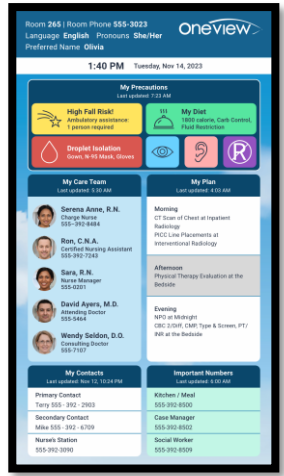 Room 265 | Room Phone 555-3023
Language English Pronouns She/Her
Preferred Name Olivia
oneview
1:40 PM Tuesday, Nov 14, 2023
My Precautions
Last updated: 7:23 AM
High Fall Risk!
Ambulatory assistance:
1 person required
My Diet
1800 calorie, Carb Control,
Fluid Restriction
Droplet Isolation
Gown, N-95 Mask, Gloves
R
My Care Team
Last updated: 5:30 AM
Serena Anne, R.N.
Charge Nurse
555-392-8484
Ron, C.N.A.
Certified Nursing Assistant
555-392-7243
Sara, R.N.
Nurse Manager
555-0201
David Ayers, M.D.
Attending Doctor
555-5464
Wendy Seldon, D.O.
Consulting Doctor
555-7107
My Plan
Last updated: 4:03 AM
Morning
CT Scan of Chest at Inpatient
Radiology
PICC Line Placements at
Interventional Radiology
Afternoon
Physical Therapy Evaluation at the
Bedside
Evening
NPO at Midnight
CBC 2/Diff, CMP, Type & Screen, PT/
INR at the Bedside
My Contacts
Last updated: Nov 12, 10:24 PM
Primary Contact
Terry 555 - 392 - 2903
Secondary Contact
Mike 555 - 392 - 6709
Nurse's Station
555-392-3090
Important Numbers
Last updated: 6:00 AM
Kitchen / Meal
555-392-8500
Case Manager
555-392-8502
Social Worker
555-392-8509